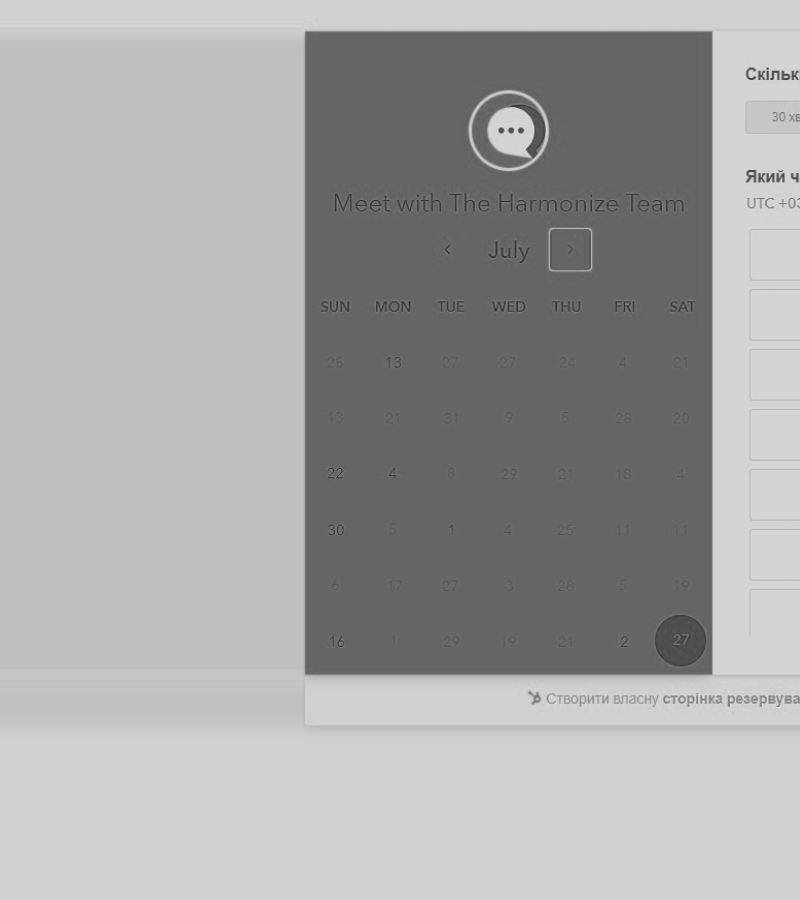 Meet with The Harmonize Team
July
SUN MON TUE WED THU FRI SAT
25 13 27 27 24 4 21
13 21 31 9 5 28 20
22 4 8 29 21 18 4
30 5 1 4 25 11 11
6 17 27 3 26 5 19
16 1 29 19 21 2 27
Скільк
30 хв
Який ч
UTC +03
Створити власну сторінка резервува